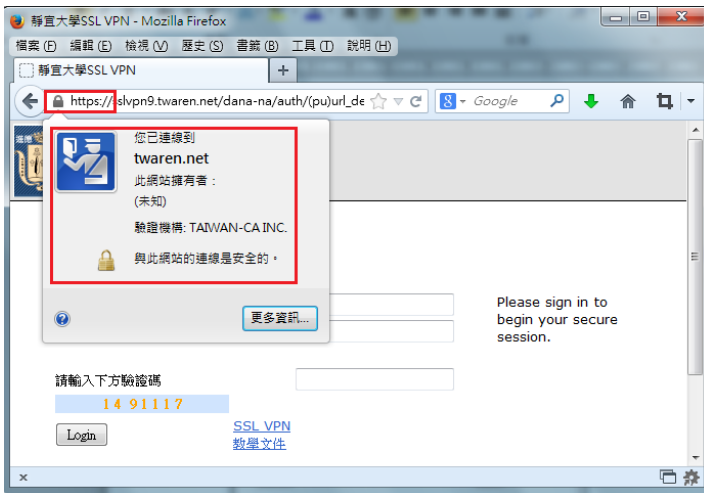 靜宜大學SSL VPN - Mozilla Firefox
檔案(F) 編輯(E) 檢視(V) 歷史(S) 書籤(B) 工具(T) 說明(H)
靜宜大學SSL VPN
https://sslvpn9.twaren.net/dana-na/auth/(pu)url_de
Google
您已連線到
twaren.net
此網站擁有者：
(未知)
驗證機構: TAIWAN-CA INC.
與此網站的連線是安全的。
更多資訊...
Please sign in to
begin your secure
session.
請輸入下方驗證碼
1491117
Login
SSL VPN
教學文件